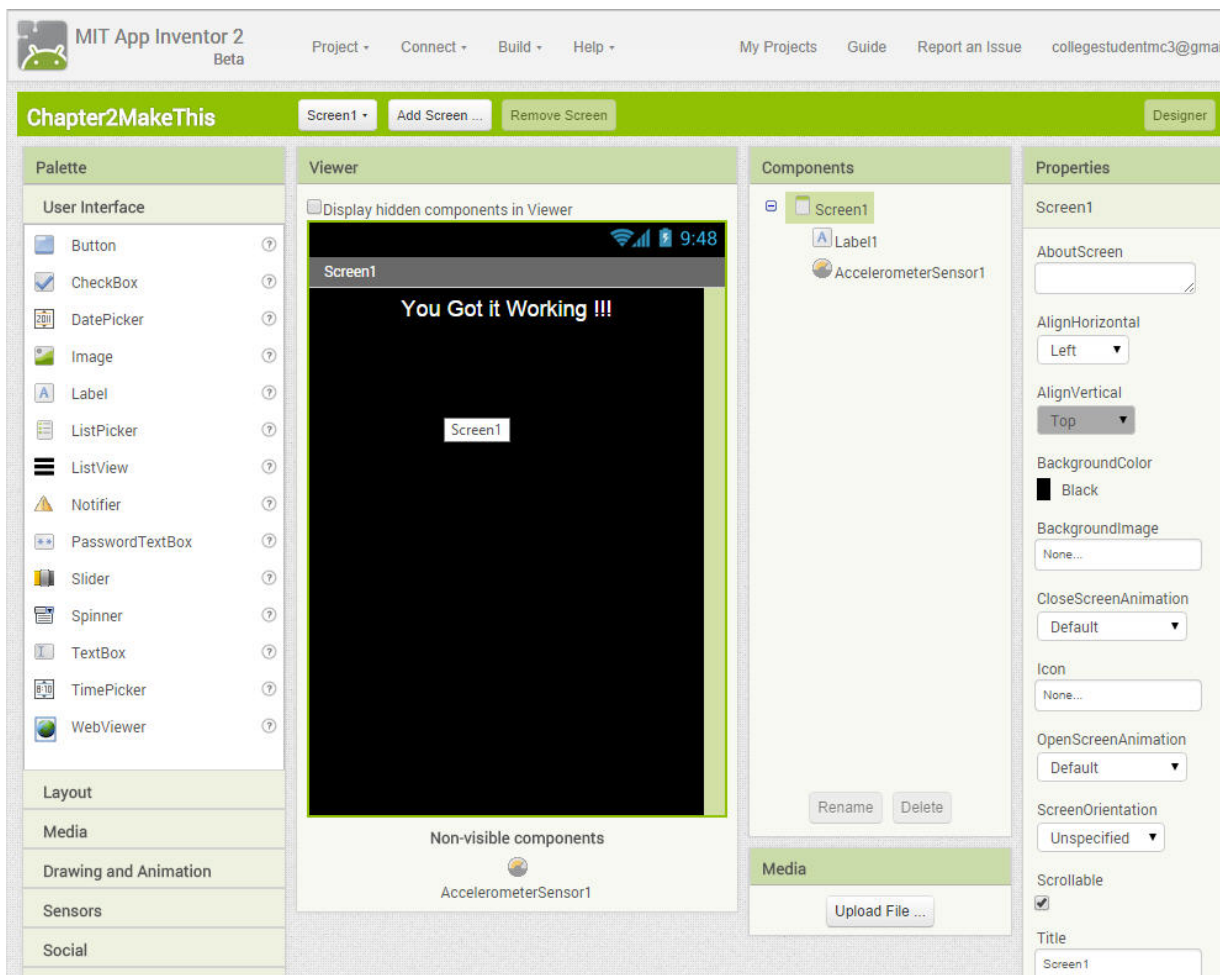 MIT App Inventor 2
Beta
Project
Connect
Build
Help
My Projects
Guide
Report an Issue
collegestudentmc3@gmai
Chapter2MakeThis
Screen1
Add Screen ...
Remove Screen
Designer
Palette
User Interface
Button
CheckBox
DatePicker
Image
Label
ListPicker
ListView
Notifier
PasswordTextBox
Slider
Spinner
TextBox
TimePicker
WebViewer
Layout
Media
Drawing and Animation
Sensors
Social
Viewer
Display hidden components in Viewer
9:48
Screen1
You Got it Working !!!
Screen1
Non-visible components
AccelerometerSensor1
Components
Screen1
Label1
AccelerometerSensor1
Rename
Delete
Media
Upload File ...
Properties
Screen1
AboutScreen
AlignHorizontal
Left
AlignVertical
Top
BackgroundColor
Black
BackgroundImage
None...
CloseScreenAnimation
Default
Icon
None...
OpenScreenAnimation
Default
ScreenOrientation
Unspecified
Scrollable
Title
Screen1